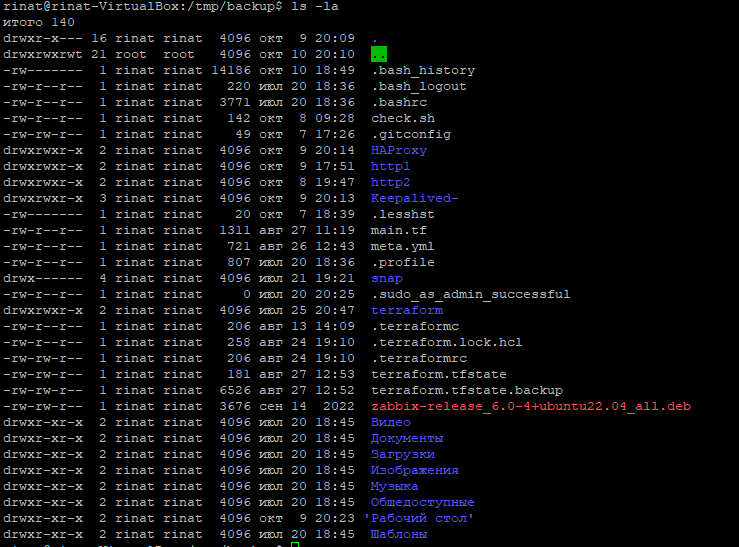 rinat@rinat-VirtualBox:/tmp/backup$ ls -la
итого 140
drwxr-x--- 16 rinat rinat  4096 окт  9 20:09  .
drwxrwxrwt 21 root  root   4096 окт 10 20:10  ..
-rw-------  1 rinat rinat 14186 окт 10 18:49  .bash_history
-rw-r--r--  1 rinat rinat   220 июл 20 18:36  .bash_logout
-rw-r--r--  1 rinat rinat  3771 июл 20 18:36  .bashrc
-rw-rw-r--  1 rinat rinat   142 окт  8 09:28  check.sh
-rw-rw-r--  1 rinat rinat    49 окт  7 17:26  .gitconfig
drwxrwxr-x  2 rinat rinat  4096 окт  9 20:14  HAProxy
drwxrwxr-x  2 rinat rinat  4096 окт  9 17:51  http1
drwxrwxr-x  2 rinat rinat  4096 окт  8 19:47  http2
drwxrwxr-x  3 rinat rinat  4096 окт  9 20:13  Keepalived-
-rw-------  1 rinat rinat    20 окт  7 18:39  .lesshst
-rw-rw-r--  1 rinat rinat  1311 авг 27 11:19  main.tf
-rw-rw-r--  1 rinat rinat   721 авг 26 12:43  meta.yml
-rw-r--r--  1 rinat rinat   807 июл 20 18:36  .profile
drwx------  4 rinat rinat  4096 июл 21 19:21  snap
-rw-r--r--  1 rinat rinat     0 июл 20 20:25  .sudo_as_admin_successful
drwxrwxr-x  2 rinat rinat  4096 июл 25 20:47  terraform
-rw-rw-r--  1 rinat rinat   206 авг 13 14:09  .terraformc
-rw-r--r--  1 rinat rinat   258 авг 24 19:10  .terraform.lock.hcl
-rw-rw-r--  1 rinat rinat   206 авг 24 19:10  .terraformrc
-rw-rw-r--  1 rinat rinat   181 авг 27 12:53  terraform.tfstate
-rw-rw-r--  1 rinat rinat  6526 авг 27 12:52  terraform.tfstate.backup
-rw-rw-r--  1 rinat rinat  3676 сен 14  2022  zabbix-release_6.0-4+ubuntu22.04_all.deb
drwxr-xr-x  2 rinat rinat  4096 июл 20 18:45  Видео
drwxr-xr-x  2 rinat rinat  4096 июл 20 18:45  Документы
drwxr-xr-x  2 rinat rinat  4096 июл 20 18:45  Загрузки
drwxr-xr-x  2 rinat rinat  4096 июл 20 18:45  Изображения
drwxr-xr-x  2 rinat rinat  4096 июл 20 18:45  Музыка
drwxr-xr-x  2 rinat rinat  4096 июл 20 18:45  Общедоступные
drwxr-xr-x  2 rinat rinat  4096 окт  9 20:23 'Рабочий стол'
drwxr-xr-x  2 rinat rinat  4096 июл 20 18:45  Шаблоны